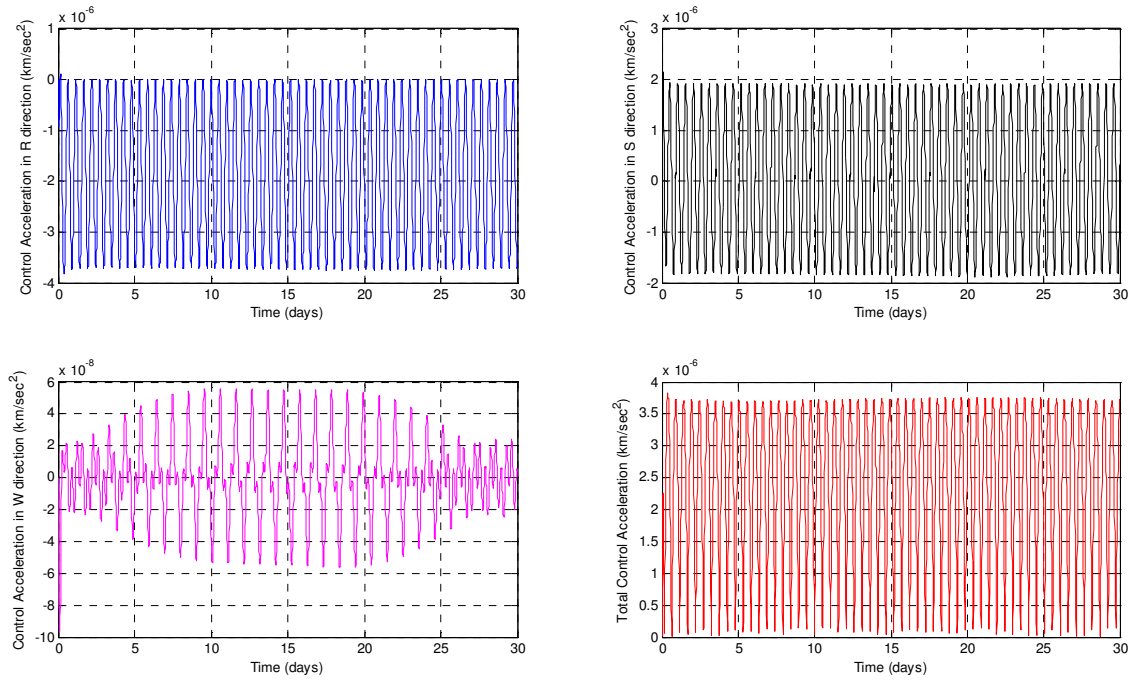 x 10^-6
Control Acceleration in R direction (km/sec^2)
1
0
-1
-2
-3
-4
0 5 10 15 20 25 30
Time (days)
x 10^-6
Control Acceleration in S direction (km/sec^2)
3
2
1
0
-1
-2
0 5 10 15 20 25 30
Time (days)
x 10^-8
Control Acceleration in W direction (km/sec^2)
6
4
2
0
-2
-4
-6
-8
-10
0 5 10 15 20 25 30
Time (days)
x 10^-6
Total Control Acceleration (km/sec^2)
4
3.5
3
2.5
2
1.5
1
0.5
0
0 5 10 15 20 25 30
Time (days)